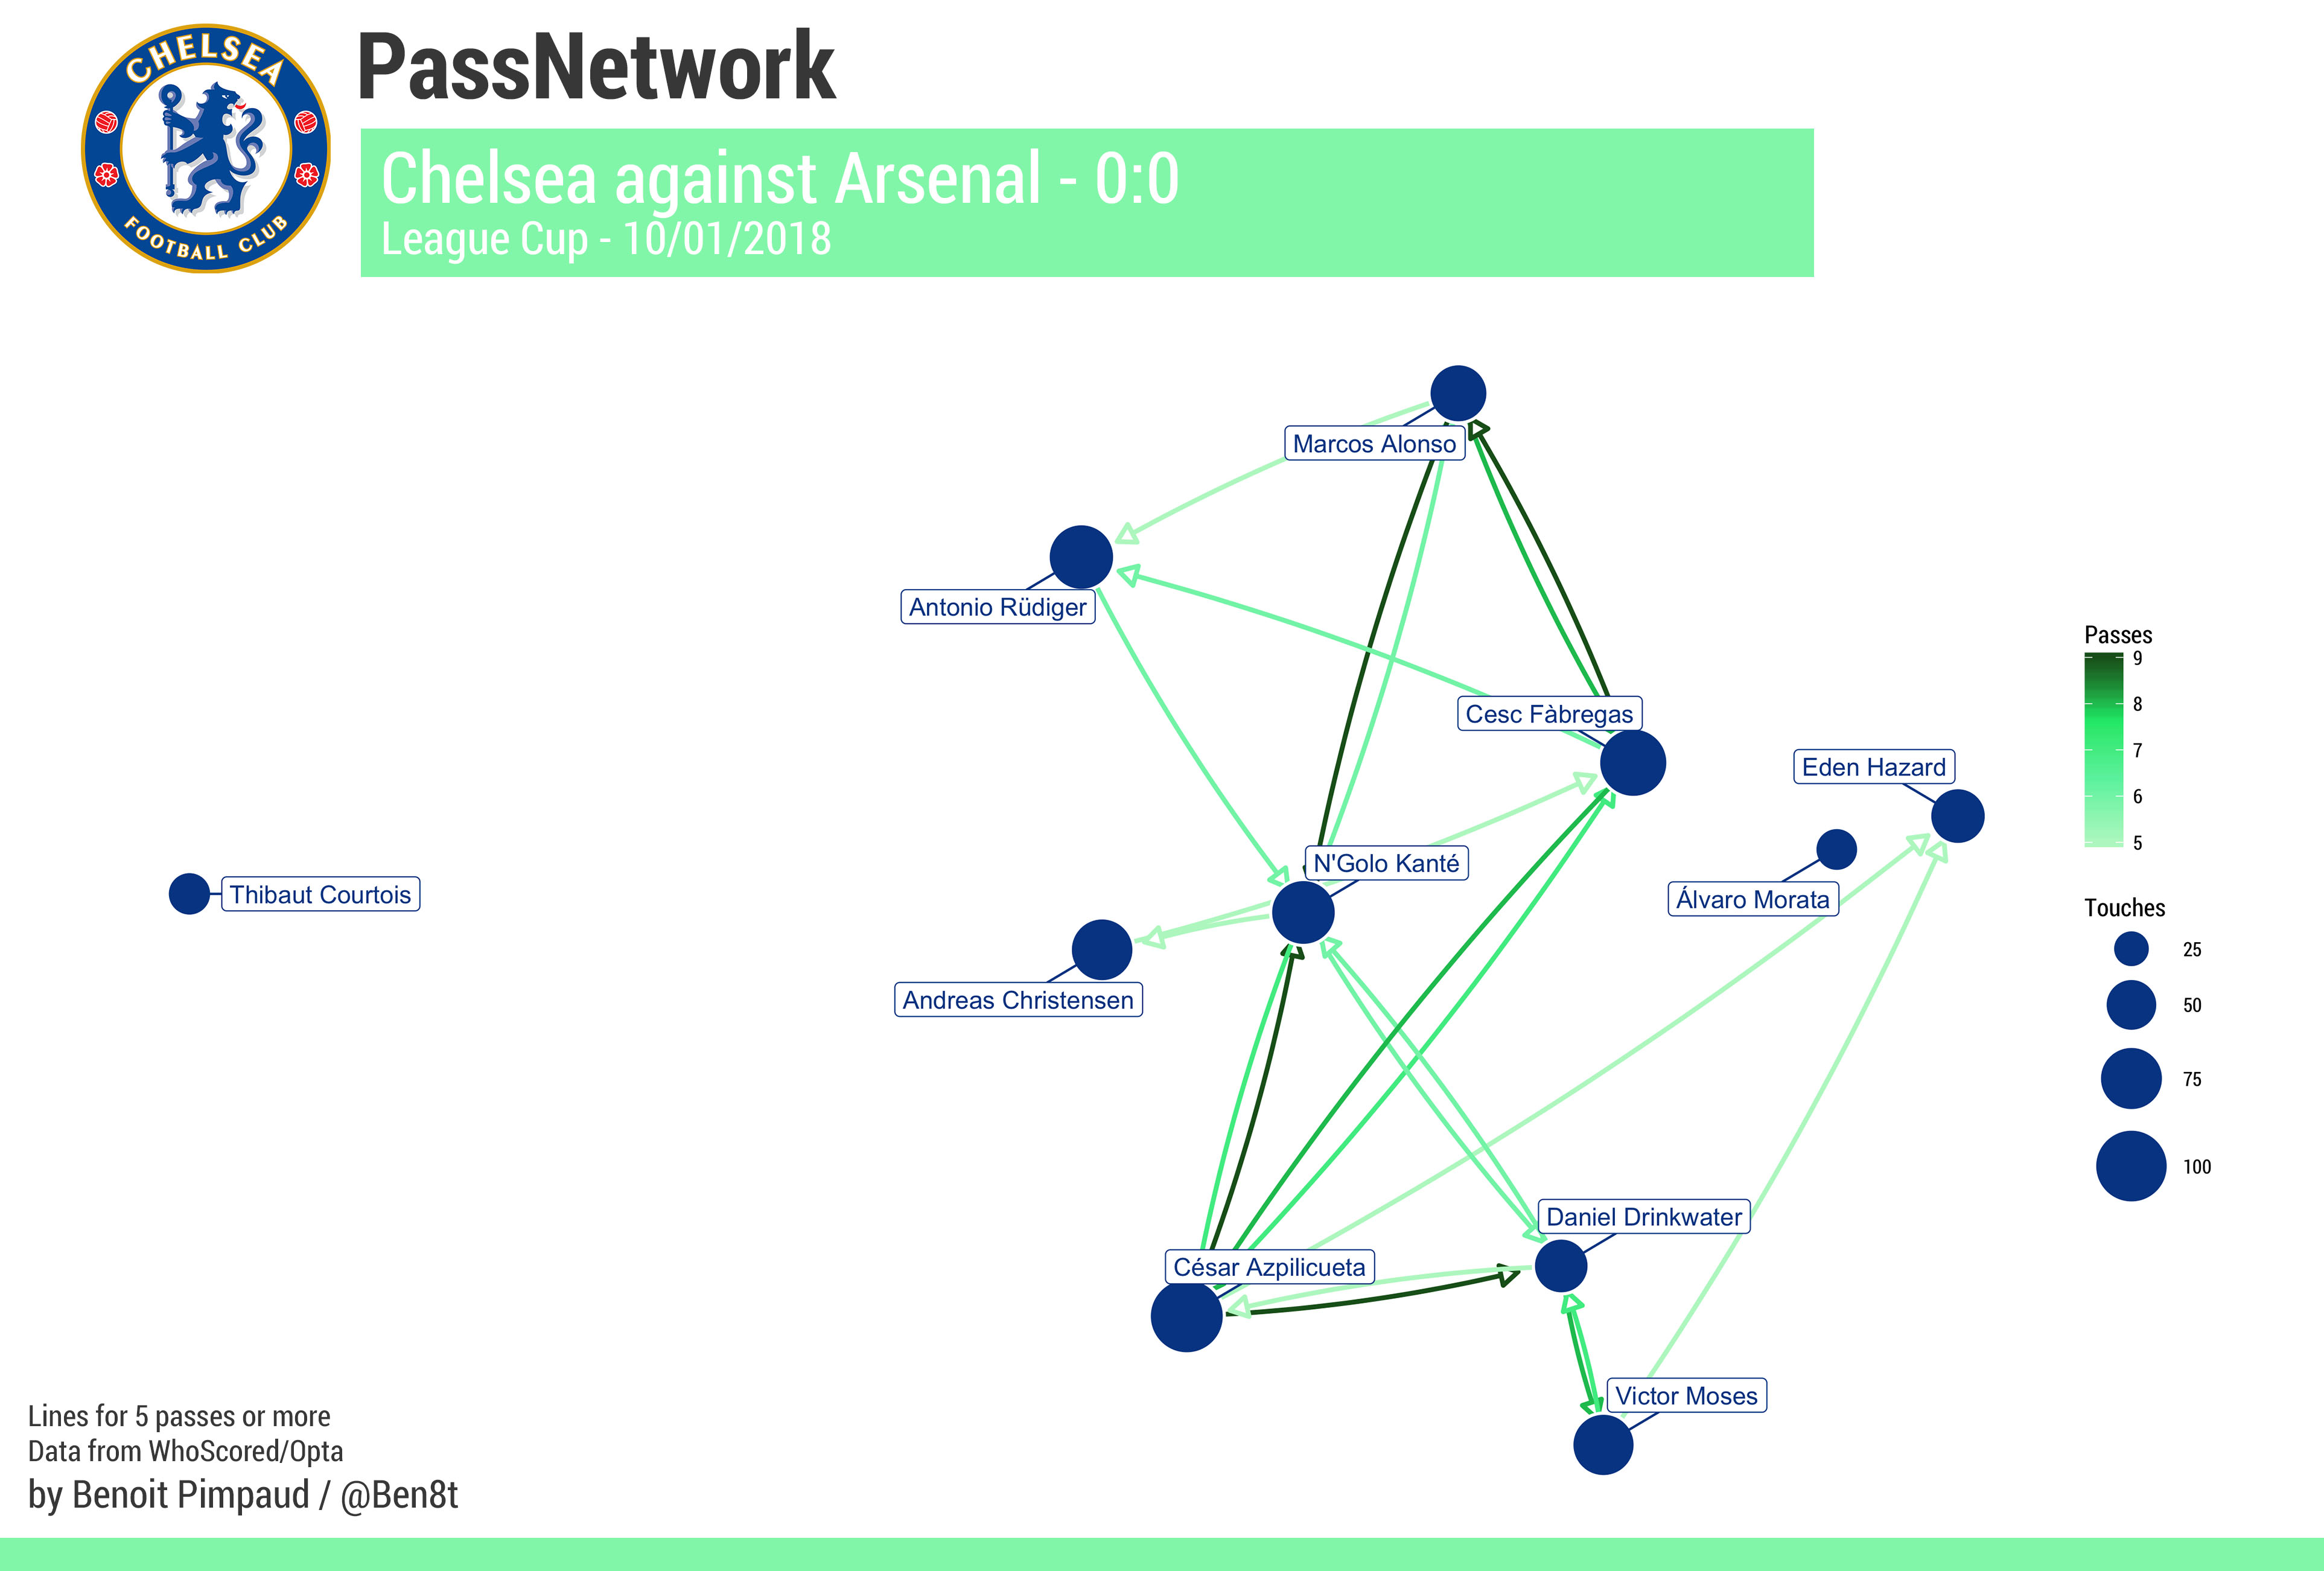 CHELSEA
FOOTBALL CLUB
PassNetwork
Chelsea against Arsenal - 0:0
League Cup - 10/01/2018
Marcos Alonso
Antonio Rüdiger
Cesc Fàbregas
Eden Hazard
N'Golo Kanté
Álvaro Morata
Thibaut Courtois
Andreas Christensen
Daniel Drinkwater
César Azpilicueta
Victor Moses
Passes
9
8
7
6
5
Touches
25
50
75
100
Lines for 5 passes or more
Data from WhoScored/Opta
by Benoit Pimpaud / @Ben8t